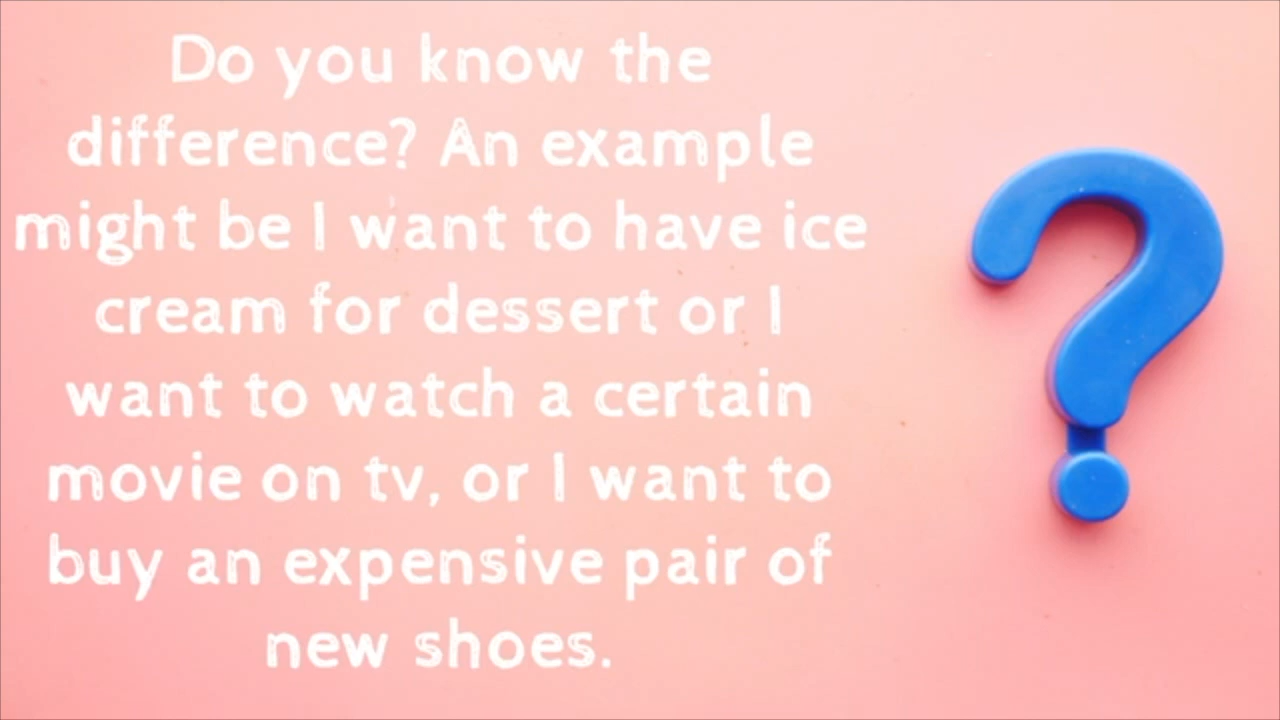 Do you know the
difference? An example
might be I want to have ice
cream for dessert or I
want to watch a certain
movie on tv, or I want to
buy an expensive pair of
new shoes.